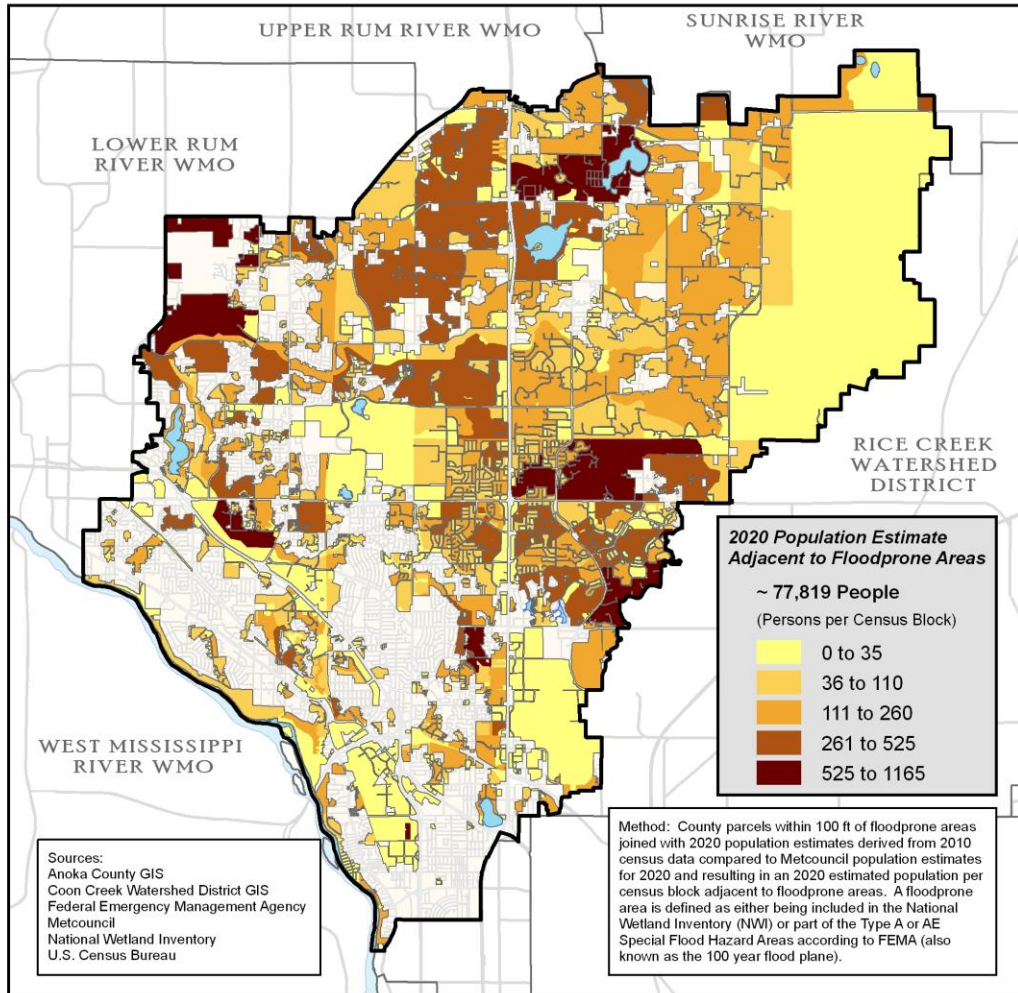 UPPER RUM RIVER WMO
SUNRISE RIVER
WMO
LOWER RUM
RIVER WMO
RICE CREEK
WATERSHED
DISTRICT
WEST MISSISSIPPI
RIVER WMO
2020 Population Estimate
Adjacent to Floodprone Areas
~ 77,819 People
(Persons per Census Block)
0 to 35
36 to 110
111 to 260
261 to 525
525 to 1165
Sources:
Anoka County GIS
Coon Creek Watershed District GIS
Federal Emergency Management Agency
Metcouncil
National Wetland Inventory
U.S. Census Bureau
Method: County parcels within 100 ft of floodprone areas
joined with 2020 population estimates derived from 2010
census data compared to Metcouncil population estimates
for 2020 and resulting in an 2020 estimated population per
census block adjacent to floodprone areas. A floodprone
area is defined as either being included in the National
Wetland Inventory (NWI) or part of the Type A or AE
Special Flood Hazard Areas according to FEMA (also
known as the 100 year flood plane).